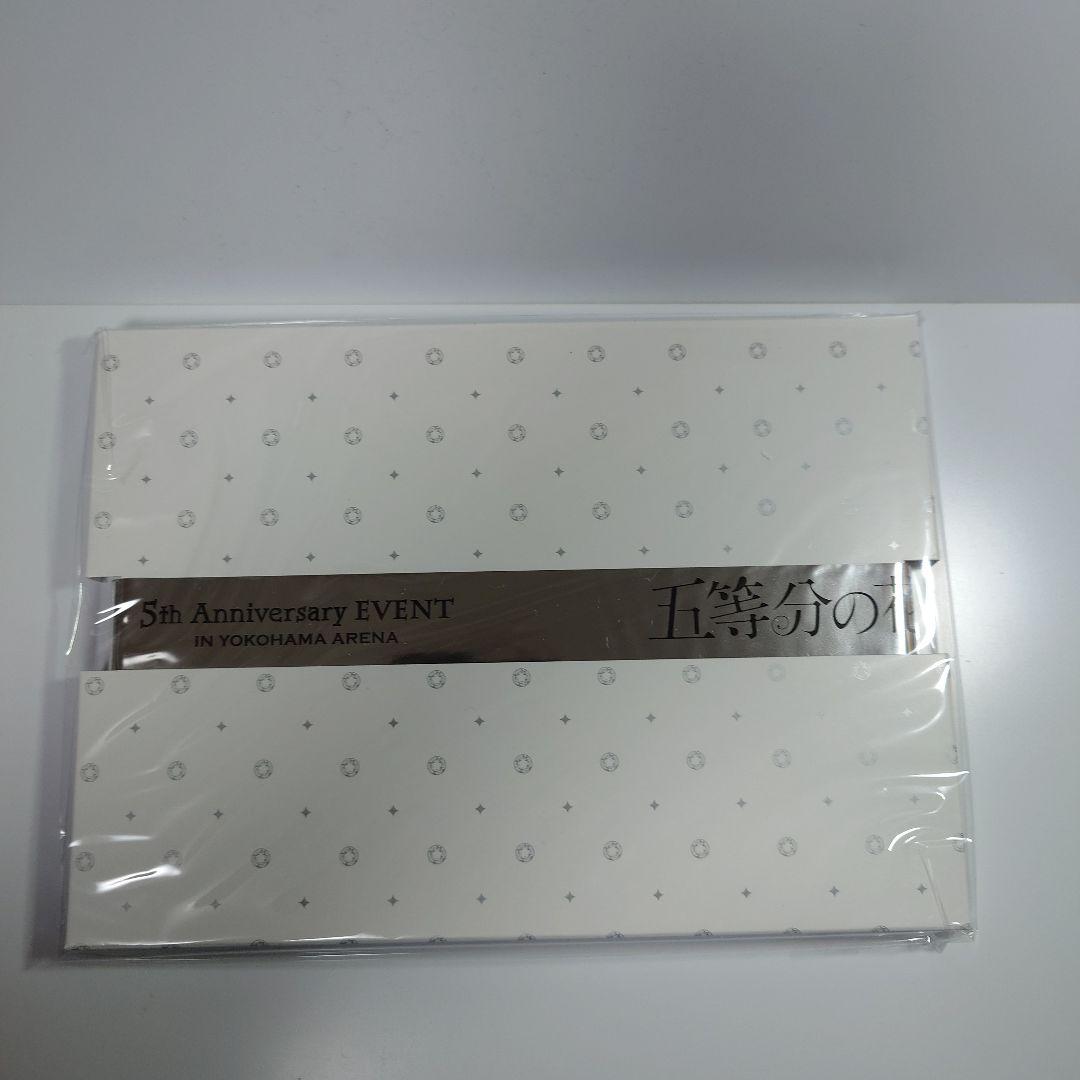 5th Anniversary EVENT
IN YOKOHAMA ARENA
五等分の